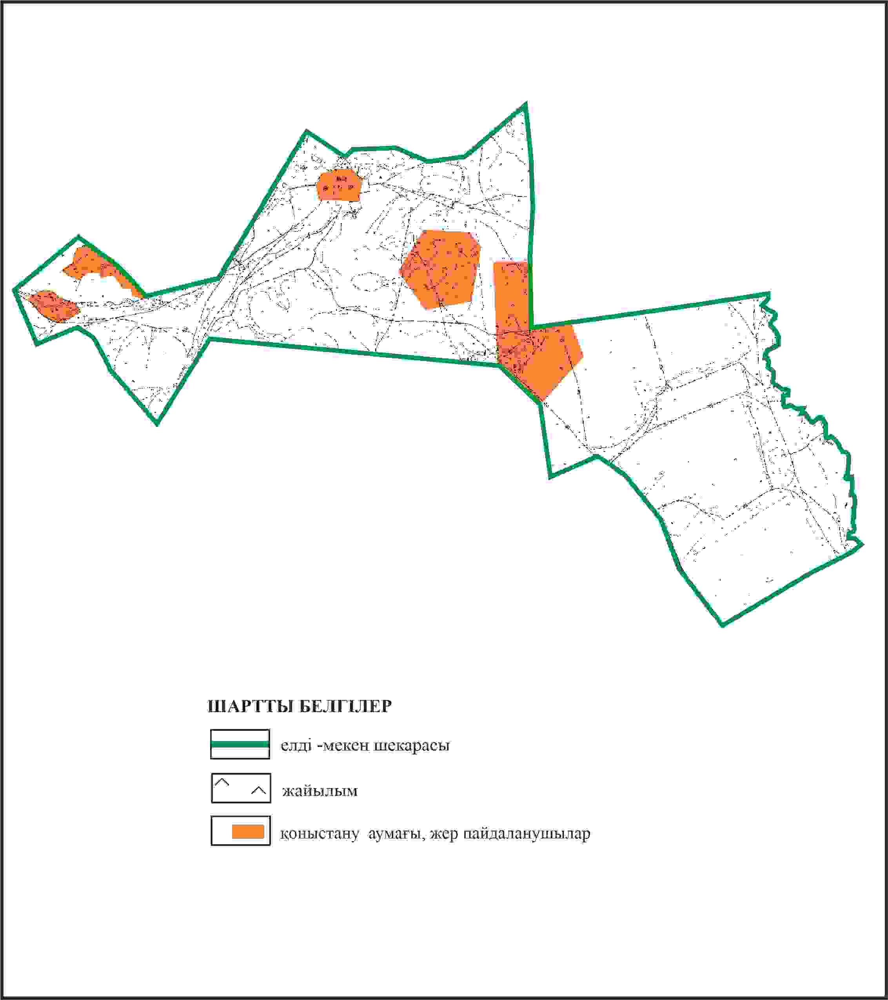 ШАРТТЫ БЕЛГІЛЕР
елді -мекен шекарасы
жайылым
қоныстану аумағы, жер пайдаланушылар